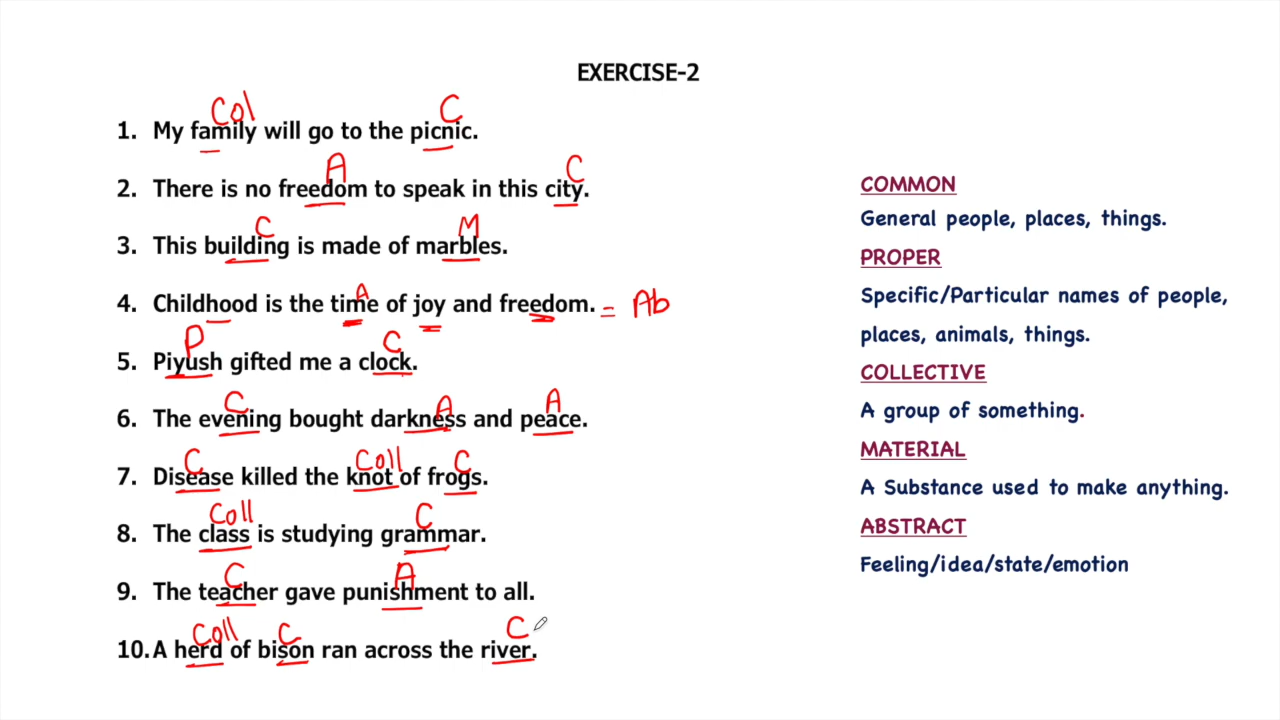 EXERCISE-2
Col C
1. My family will go to the picnic.
A C
2. There is no freedom to speak in this city.
C M
3. This building is made of marbles.
A
4. Childhood is the time of joy and freedom. = Ab
P C
5. Piyush gifted me a clock.
C A A
6. The evening bought darkness and peace.
C Coll C
7. Disease killed the knot of frogs.
Coll C
8. The class is studying grammar.
C A
9. The teacher gave punishment to all.
Coll C C
10. A herd of bison ran across the river.
COMMON
General people, places, things.
PROPER
Specific/Particular names of people,
places, animals, things.
COLLECTIVE
A group of something.
MATERIAL
A Substance used to make anything.
ABSTRACT
Feeling/idea/state/emotion